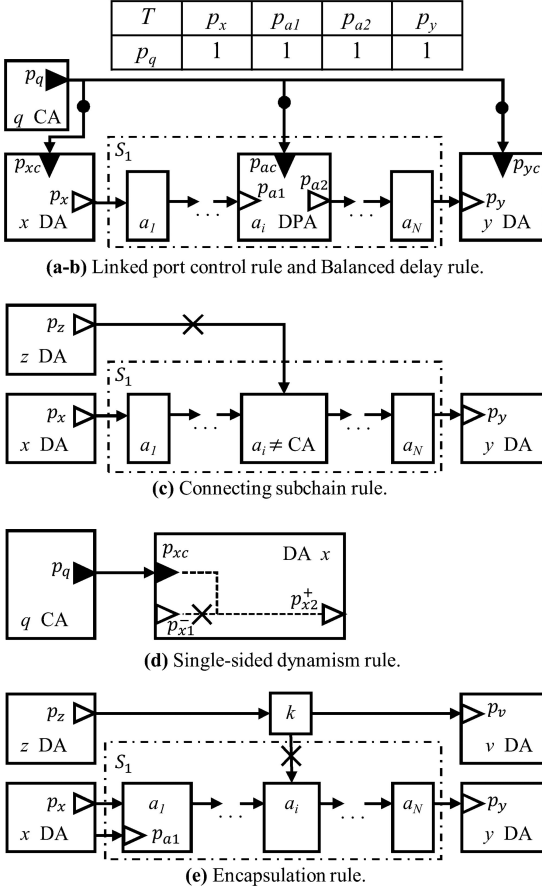 T p_x p_a1 p_a2 p_y
p_q 1 1 1 1
p_q
q CA
S_1
p_xc p_ac p_yc
p_x p_a1 p_a2 p_y
x DA a_1 ... a_i DPA ... a_N y DA
(a-b) Linked port control rule and Balanced delay rule.
p_z
z DA
S_1
p_x p_y
x DA a_1 ... a_i ≠ CA ... a_N y DA
(c) Connecting subchain rule.
p_xc DA x
p_q p_x2^+
q CA p_x1^-
(d) Single-sided dynamism rule.
p_z k p_v
z DA v DA
S_1
p_x a_1 ... a_i ... a_N p_y
x DA p_a1 y DA
(e) Encapsulation rule.